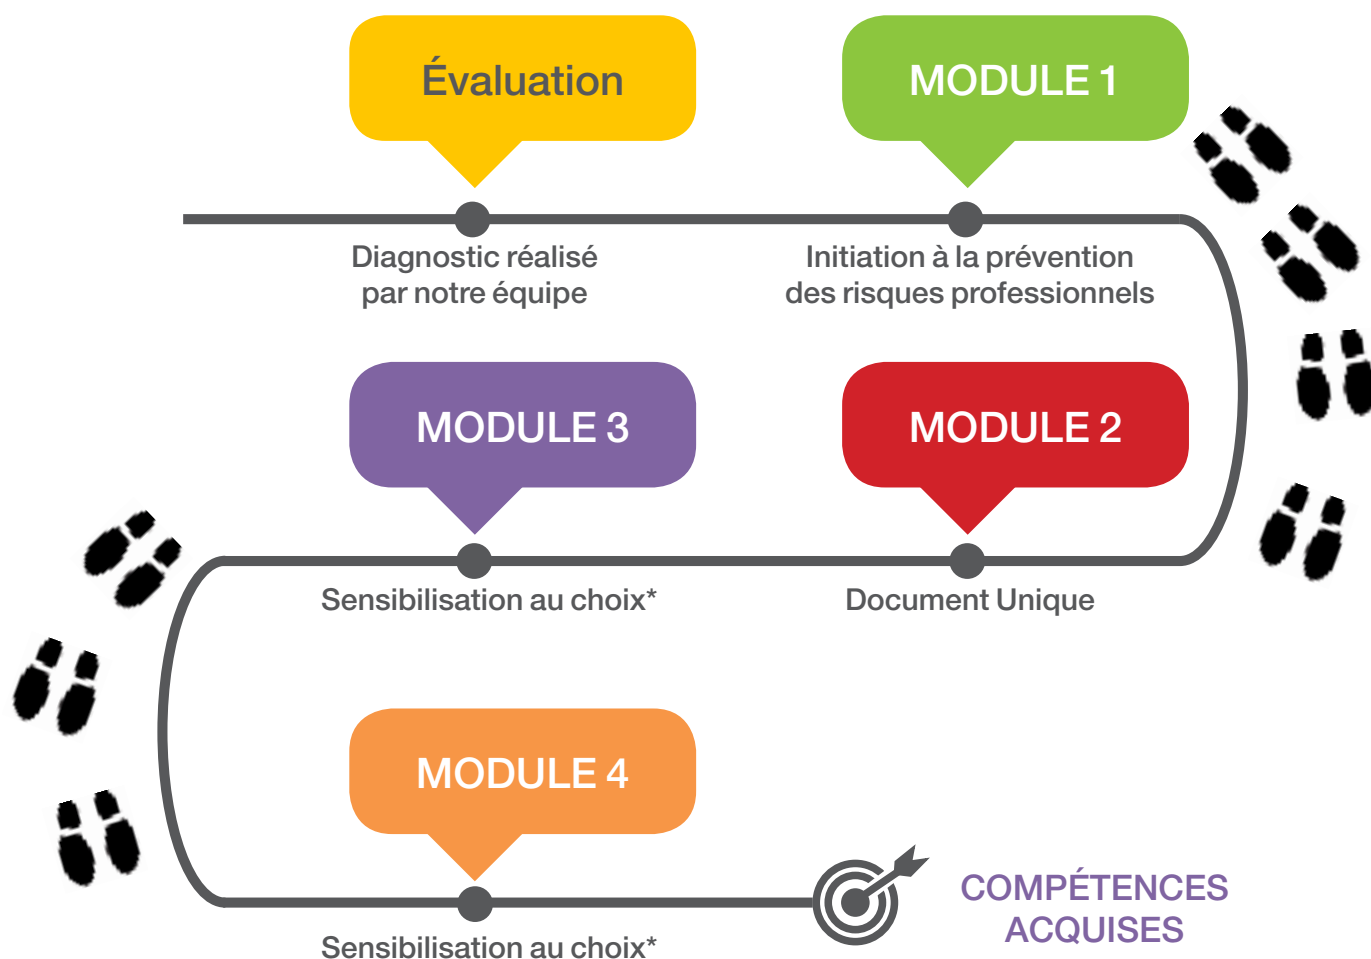 Évaluation
MODULE 1
Diagnostic réalisé
par notre équipe
Initiation à la prévention
des risques professionnels
MODULE 3
MODULE 2
Sensibilisation au choix*
Document Unique
MODULE 4
Sensibilisation au choix*
COMPÉTENCES
ACQUISES